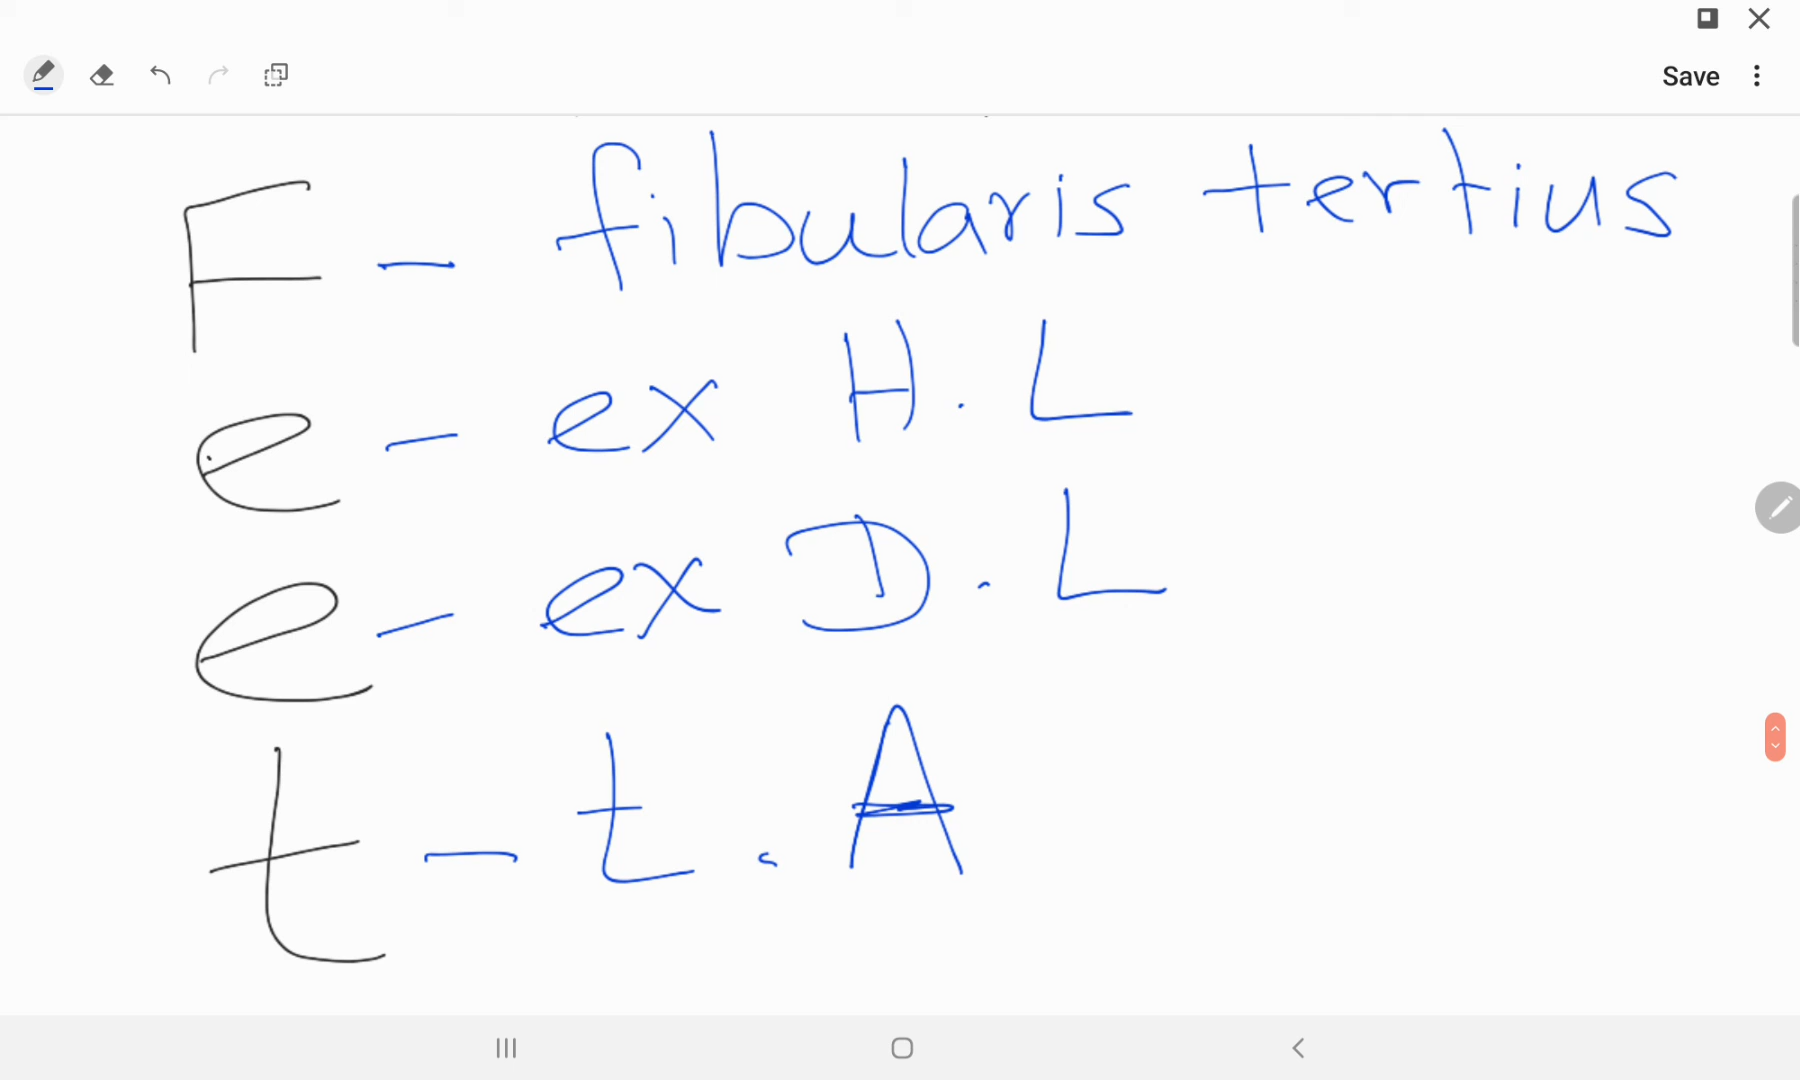 Save
F - fibularis tertius
e - ex H. L
e - ex D. L
t - t. A